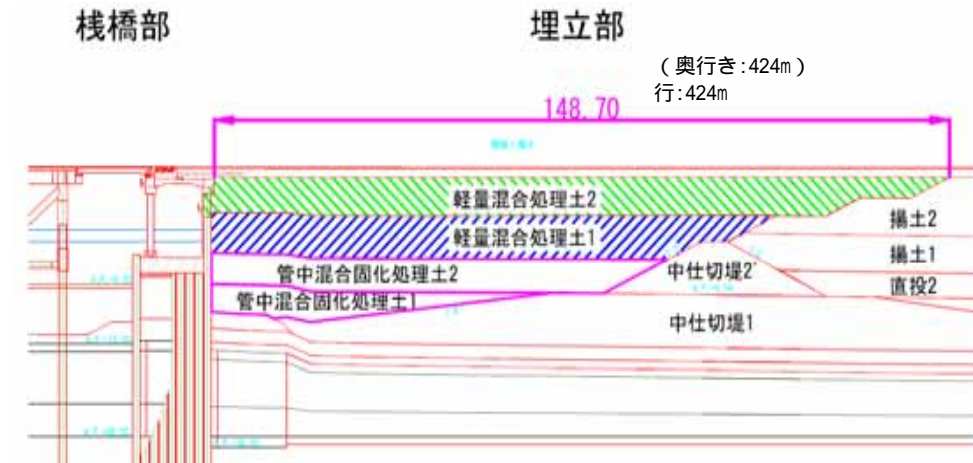 桟橋部
埋立部
(奥行き:424m)
行:424m
148.70
軽量混合処理土2
揚土2
軽量混合処理土1
揚土1
管中混合固化処理土2
中仕切堤2'
直投2
管中混合固化処理土1
中仕切堤1